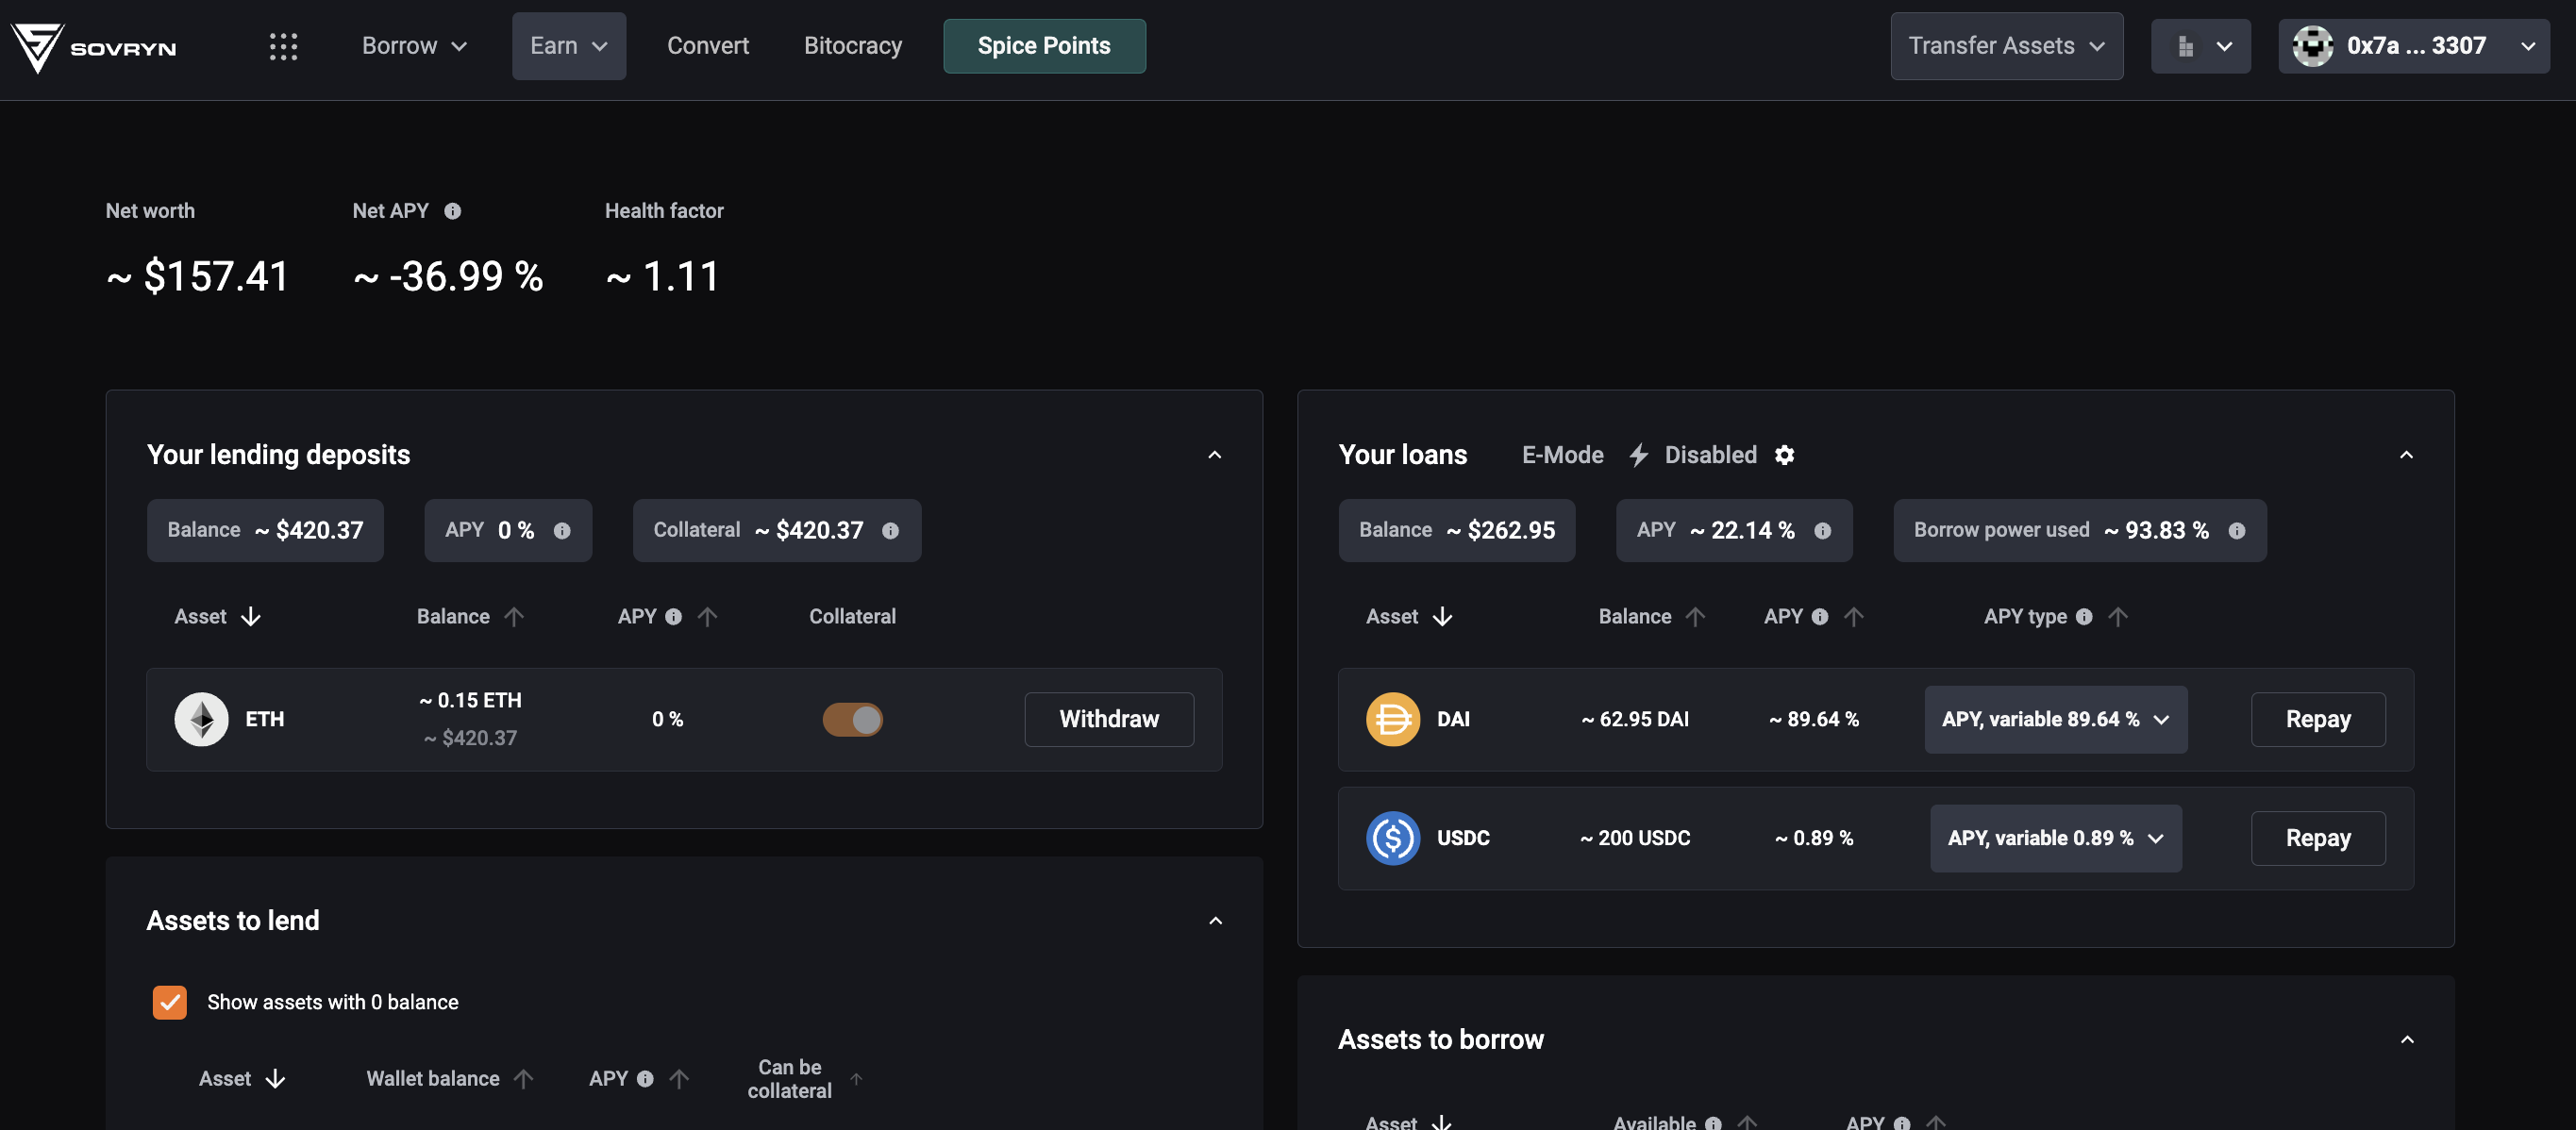 SOVRYN
Borrow
Earn
Convert
Bitocracy
Spice Points
Transfer Assets
0x7a ... 3307
Net worth
Net APY
Health factor
~ $157.41
~ -36.99 %
~ 1.11
Your lending deposits
Balance ~ $420.37
APY 0 %
Collateral ~ $420.37
Asset
Balance
APY
Collateral
ETH
~ 0.15 ETH
~ $420.37
0 %
Withdraw
Assets to lend
Show assets with 0 balance
Asset
Wallet balance
APY
Can be
collateral
Your loans
E-Mode
Disabled
Balance ~ $262.95
APY ~ 22.14 %
Borrow power used ~ 93.83 %
Asset
Balance
APY
APY type
DAI
~ 62.95 DAI
~ 89.64 %
APY, variable 89.64 %
Repay
USDC
~ 200 USDC
~ 0.89 %
APY, variable 0.89 %
Repay
Assets to borrow
Asset
Available
APY